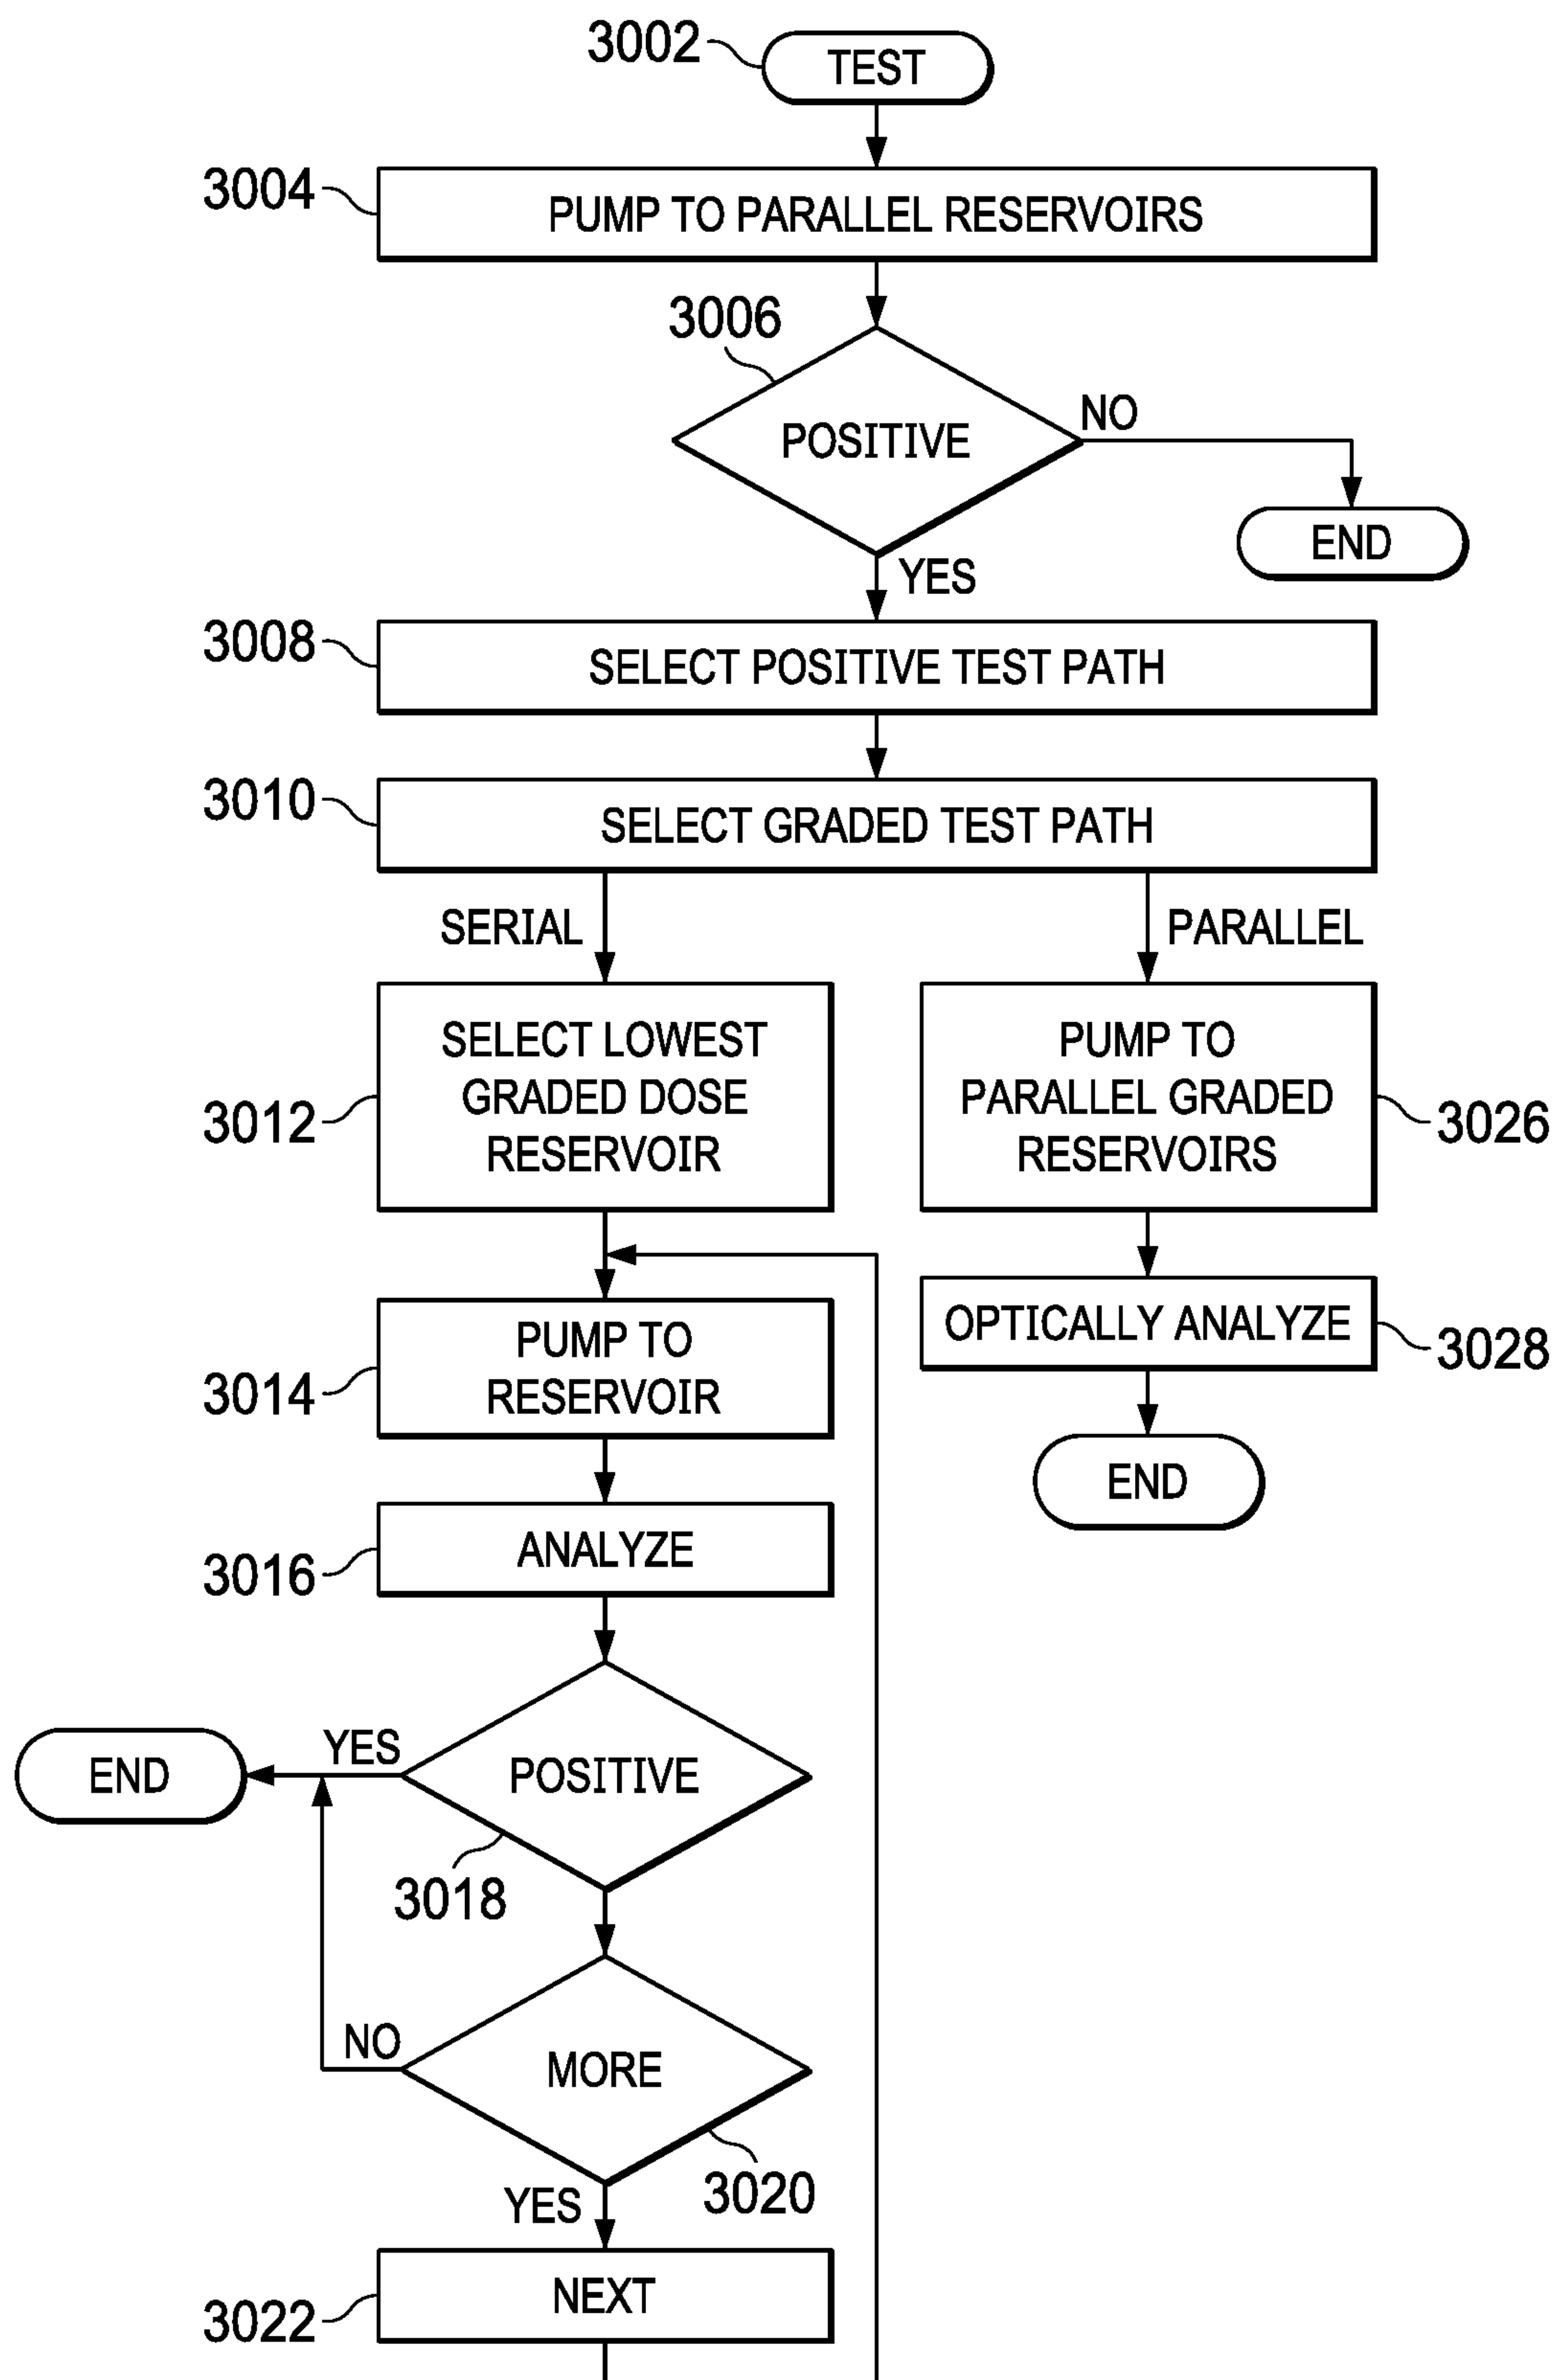 3002
TEST
3004
PUMP TO PARALLEL RESERVOIRS
3006
POSITIVE
NO
END
YES
3008
SELECT POSITIVE TEST PATH
3010
SELECT GRADED TEST PATH
SERIAL
PARALLEL
SELECT LOWEST
GRADED DOSE
RESERVOIR
3012
PUMP TO
PARALLEL GRADED
RESERVOIRS
3026
PUMP TO
RESERVOIR
3014
OPTICALLY ANALYZE
3028
END
ANALYZE
3016
END
YES
POSITIVE
3018
NO
MORE
3020
YES
NEXT
3022